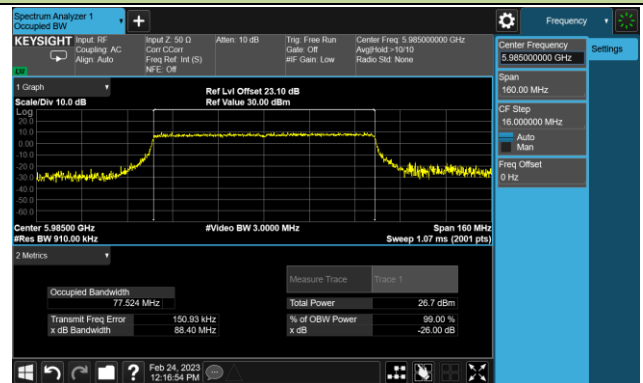 Spectrum Analyzer 1
Occupied BW
Frequency
KEYSIGHT
Input: RF
Coupling: AC
Align: Auto
Input Z: 50 Ω
Corr CCorr
Freq Ref: Int (S)
NFE: Off
Atten: 10 dB
Trig: Free Run
Gate: Off
#IF Gain: Low
Center Freq: 5.985000000 GHz
Avg|Hold:>10/10
Radio Std: None
Center Frequency
5.985000000 GHz
Settings
Span
160.00 MHz
CF Step
16.000000 MHz
Auto
Man
Freq Offset
0 Hz
1 Graph
Scale/Div 10.0 dB
Ref Lvl Offset 23.10 dB
Ref Value 30.00 dBm
Log
20.0
10.0
0.00
-10.0
-20.0
-30.0
-40.0
-50.0
-60.0
Center 5.98500 GHz
#Video BW 3.0000 MHz
Span 160 MHz
#Res BW 910.00 kHz
Sweep 1.07 ms (2001 pts)
2 Metrics
Measure Trace
Trace 1
Occupied Bandwidth
77.524 MHz
Total Power
26.7 dBm
Transmit Freq Error
150.93 kHz
% of OBW Power
99.00 %
x dB Bandwidth
88.40 MHz
x dB
-26.00 dB
Feb 24, 2023
12:16:54 PM